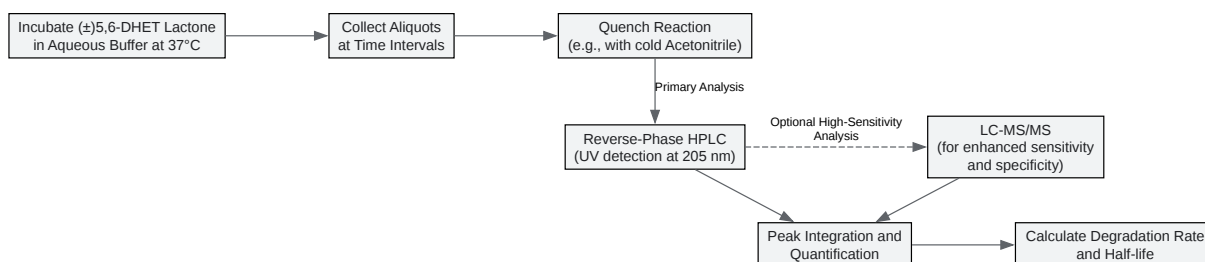 Incubate (±)5,6-DHET Lactone
in Aqueous Buffer at 37°C
Collect Aliquots
at Time Intervals
Quench Reaction
(e.g., with cold Acetonitrile)
Primary Analysis
Reverse-Phase HPLC
(UV detection at 205 nm)
Optional High-Sensitivity
Analysis
LC-MS/MS
(for enhanced sensitivity
and specificity)
Peak Integration and
Quantification
Calculate Degradation Rate
and Half-life